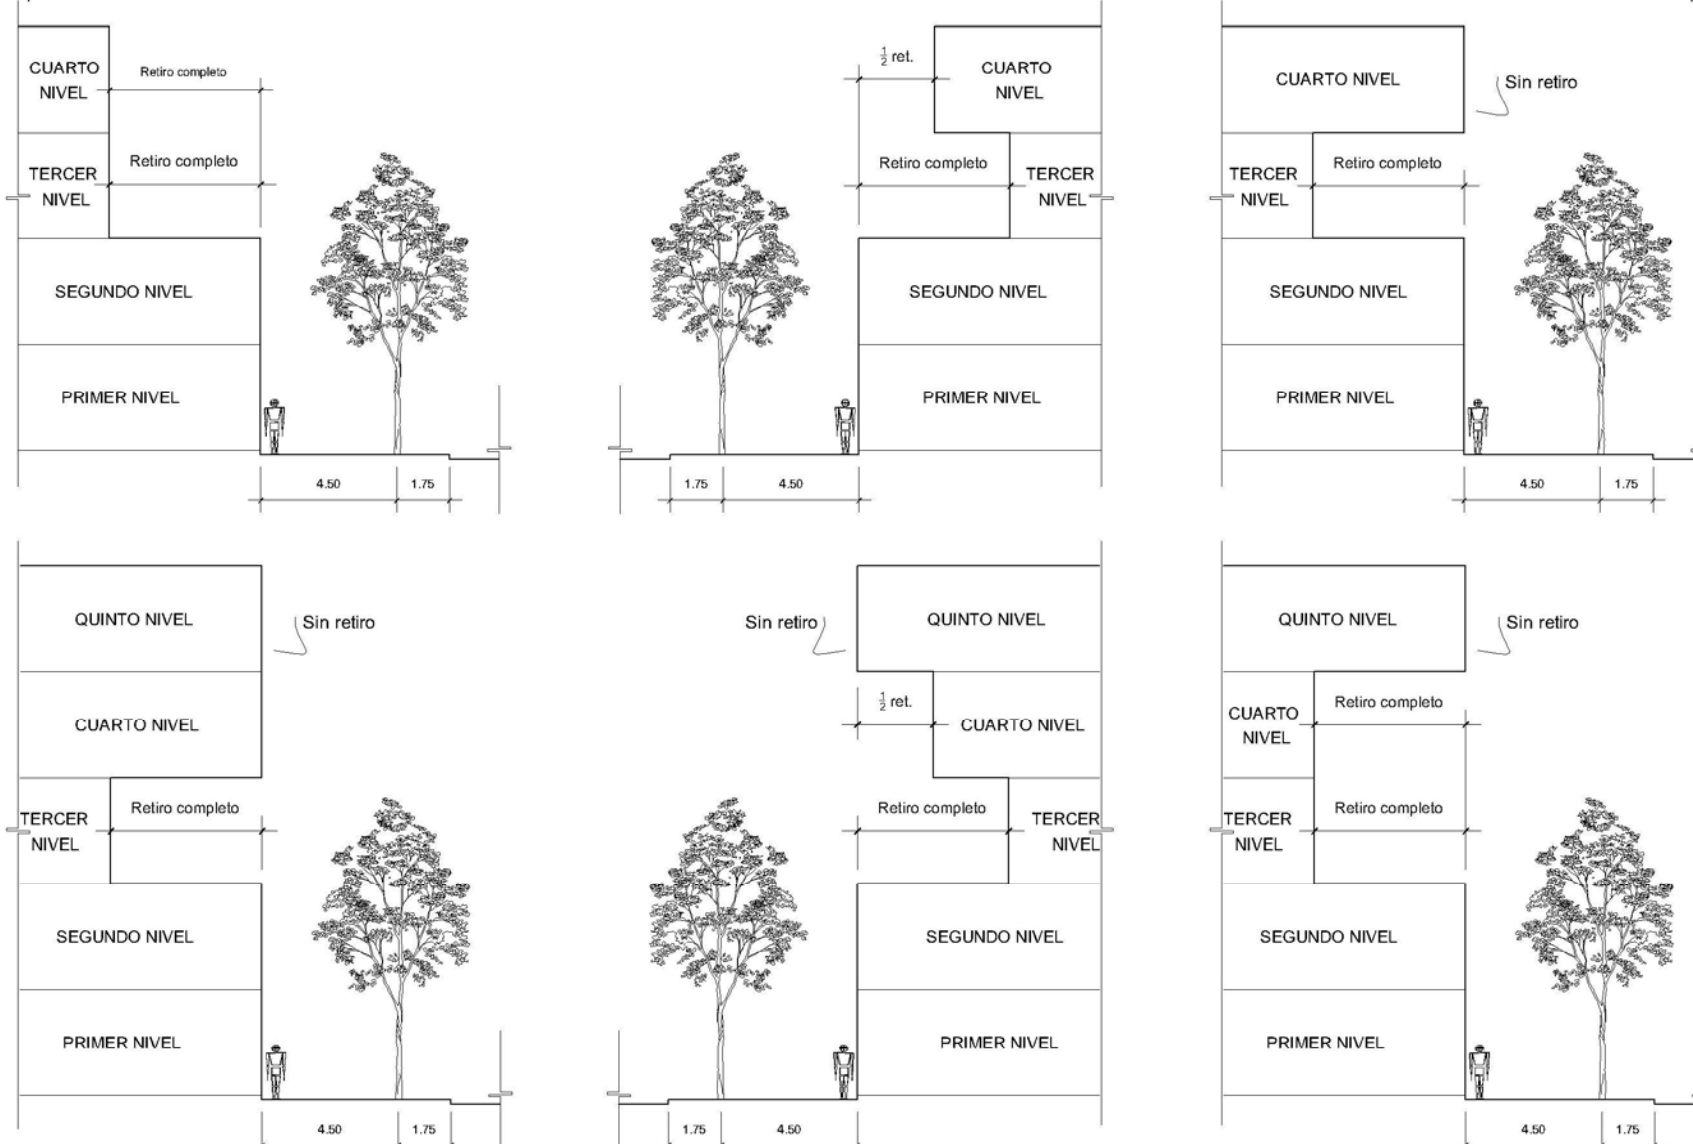 CUARTO
NIVEL
Retiro completo
TERCER
NIVEL
Retiro completo
SEGUNDO NIVEL
PRIMER NIVEL
4.50
1.75
1/2 ret.
CUARTO
NIVEL
Retiro completo
TERCER
NIVEL
SEGUNDO NIVEL
PRIMER NIVEL
1.75
4.50
CUARTO NIVEL
Sin retiro
TERCER
NIVEL
Retiro completo
SEGUNDO NIVEL
PRIMER NIVEL
4.50
1.75
QUINTO NIVEL
Sin retiro
CUARTO NIVEL
TERCER
NIVEL
Retiro completo
SEGUNDO NIVEL
PRIMER NIVEL
4.50
1.75
Sin retiro
QUINTO NIVEL
1/2 ret.
CUARTO NIVEL
Retiro completo
TERCER
NIVEL
SEGUNDO NIVEL
PRIMER NIVEL
1.75
4.50
QUINTO NIVEL
Sin retiro
CUARTO
NIVEL
Retiro completo
TERCER
NIVEL
Retiro completo
SEGUNDO NIVEL
PRIMER NIVEL
4.50
1.75